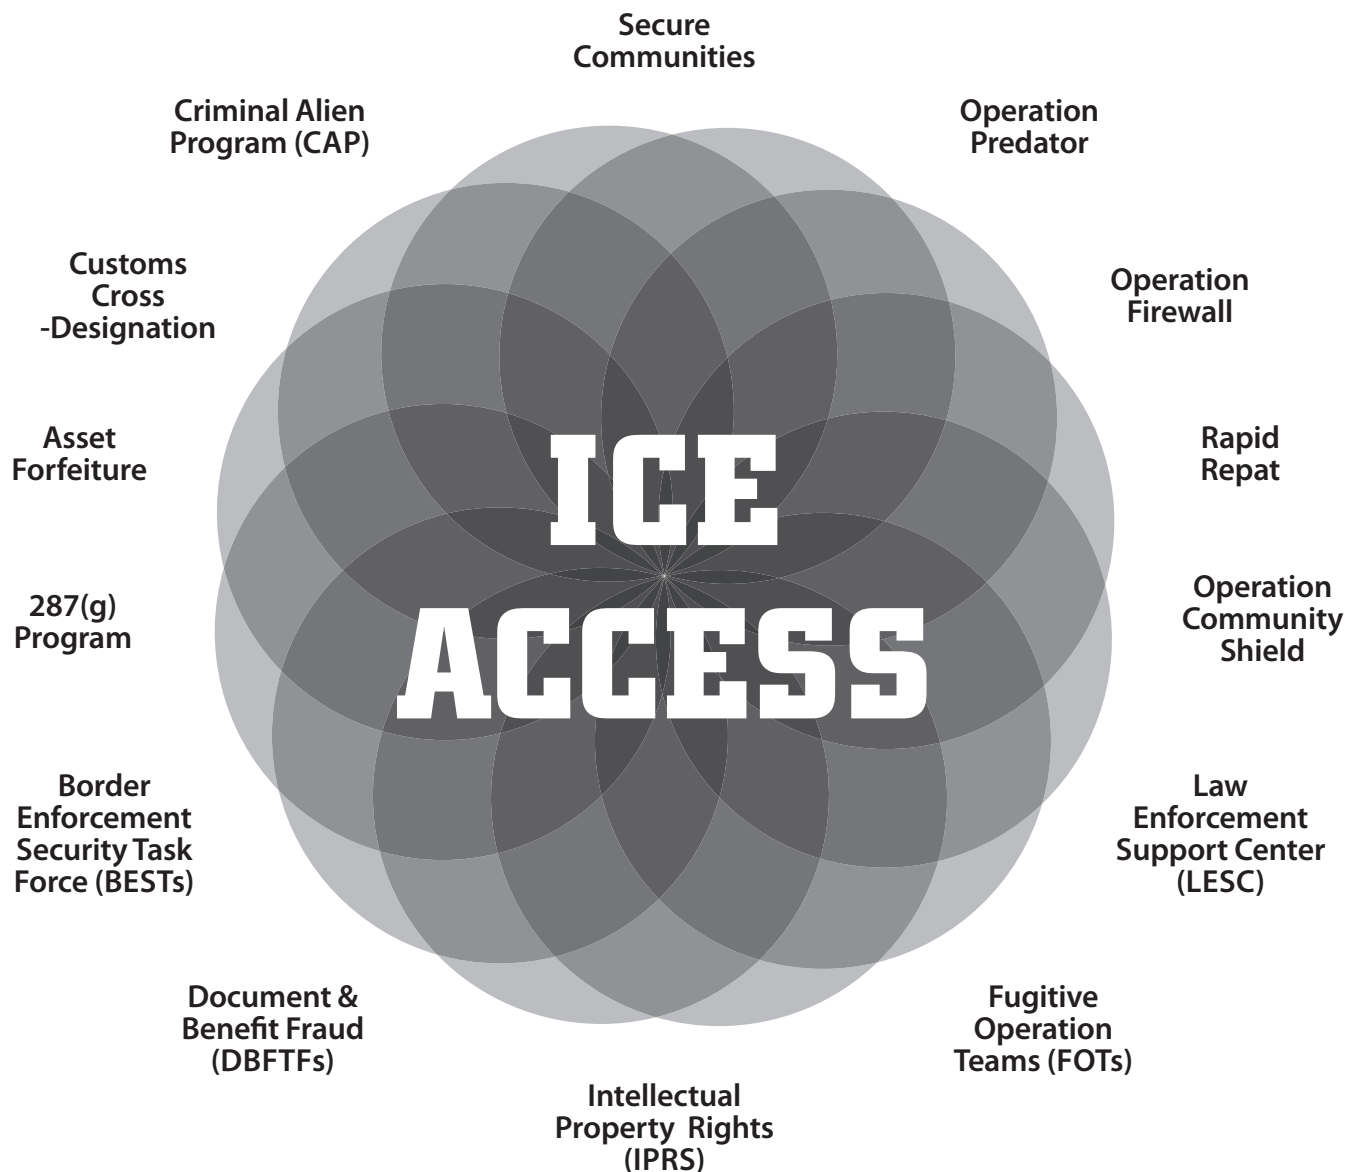 Secure
Communities
Operation
Predator
Operation
Firewall
Rapid
Repat
Operation
Community
Shield
Law
Enforcement
Support Center
(LESC)
Fugitive
Operation
Teams (FOTs)
Intellectual
Property Rights
(IPRS)
Document &
Benefit Fraud
(DBFTFs)
Border
Enforcement
Security Task
Force (BESTs)
287(g)
Program
Asset
Forfeiture
Customs
Cross
-Designation
Criminal Alien
Program (CAP)
ICE
ACCESS